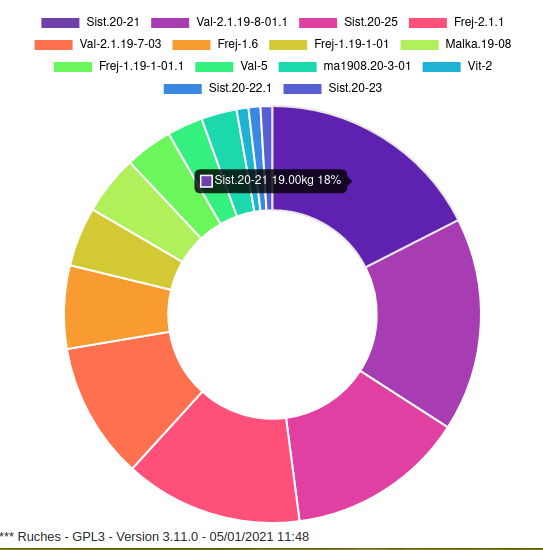 Sist.20-21 Val-2.1.19-8-01.1 Sist.20-25 Frej-2.1.1
Val-2.1.19-7-03 Frej-1.6 Frej-1.19-1-01 Malka.19-08
Frej-1.19-1-01.1 Val-5 ma1908.20-3-01 Vit-2
Sist.20-22.1 Sist.20-23
Sist.20-21 19.00kg 18%
*** Ruches - GPL3 - Version 3.11.0 - 05/01/2021 11:48